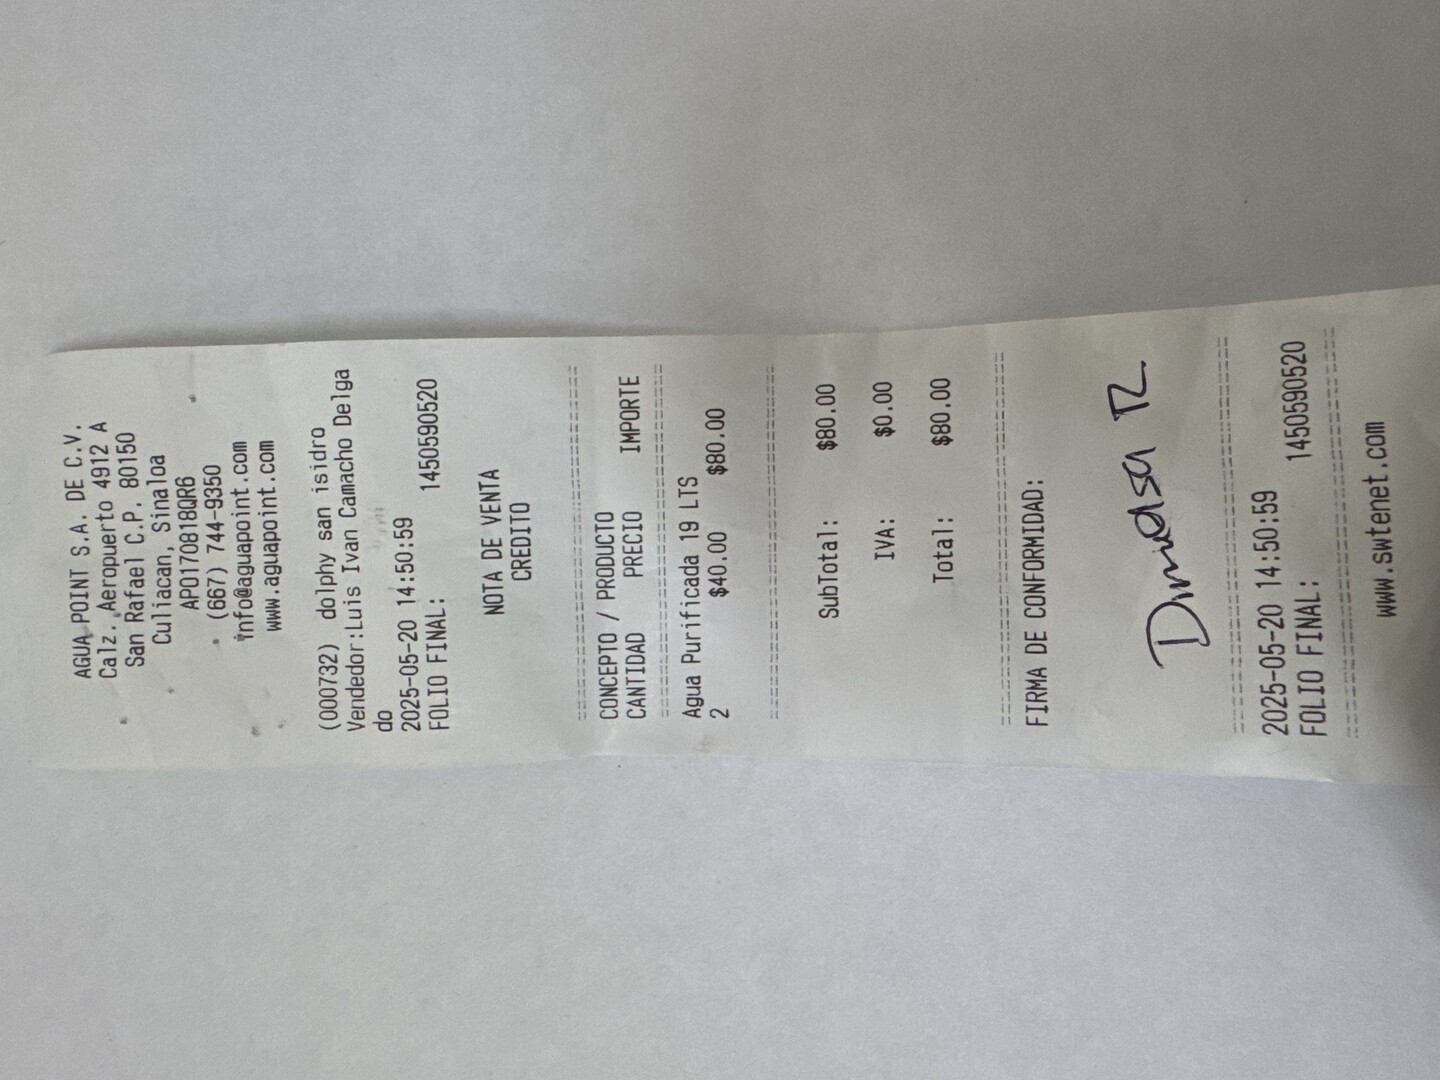 AGUA POINT S.A. DE C.V.
Calz. Aeropuerto 4912 A
San Rafael C.P. 80150
Culiacan, Sinaloa
APO170818QR6
(667) 744-9350
info@aguapoint.com
www.aguapoint.com
(000732) dolphy san isidro
Vendedor:Luis Ivan Camacho Delga
do
2025-05-20 14:50:59
FOLIO FINAL: 1450590520
NOTA DE VENTA
CREDITO
CONCEPTO / PRODUCTO
CANTIDAD PRECIO IMPORTE
Agua Purificada 19 LTS
2 $40.00 $80.00
SubTotal: $80.00
IVA: $0.00
Total: $80.00
FIRMA DE CONFORMIDAD:
2025-05-20 14:50:59
FOLIO FINAL: 1450590520
www.swtenet.com